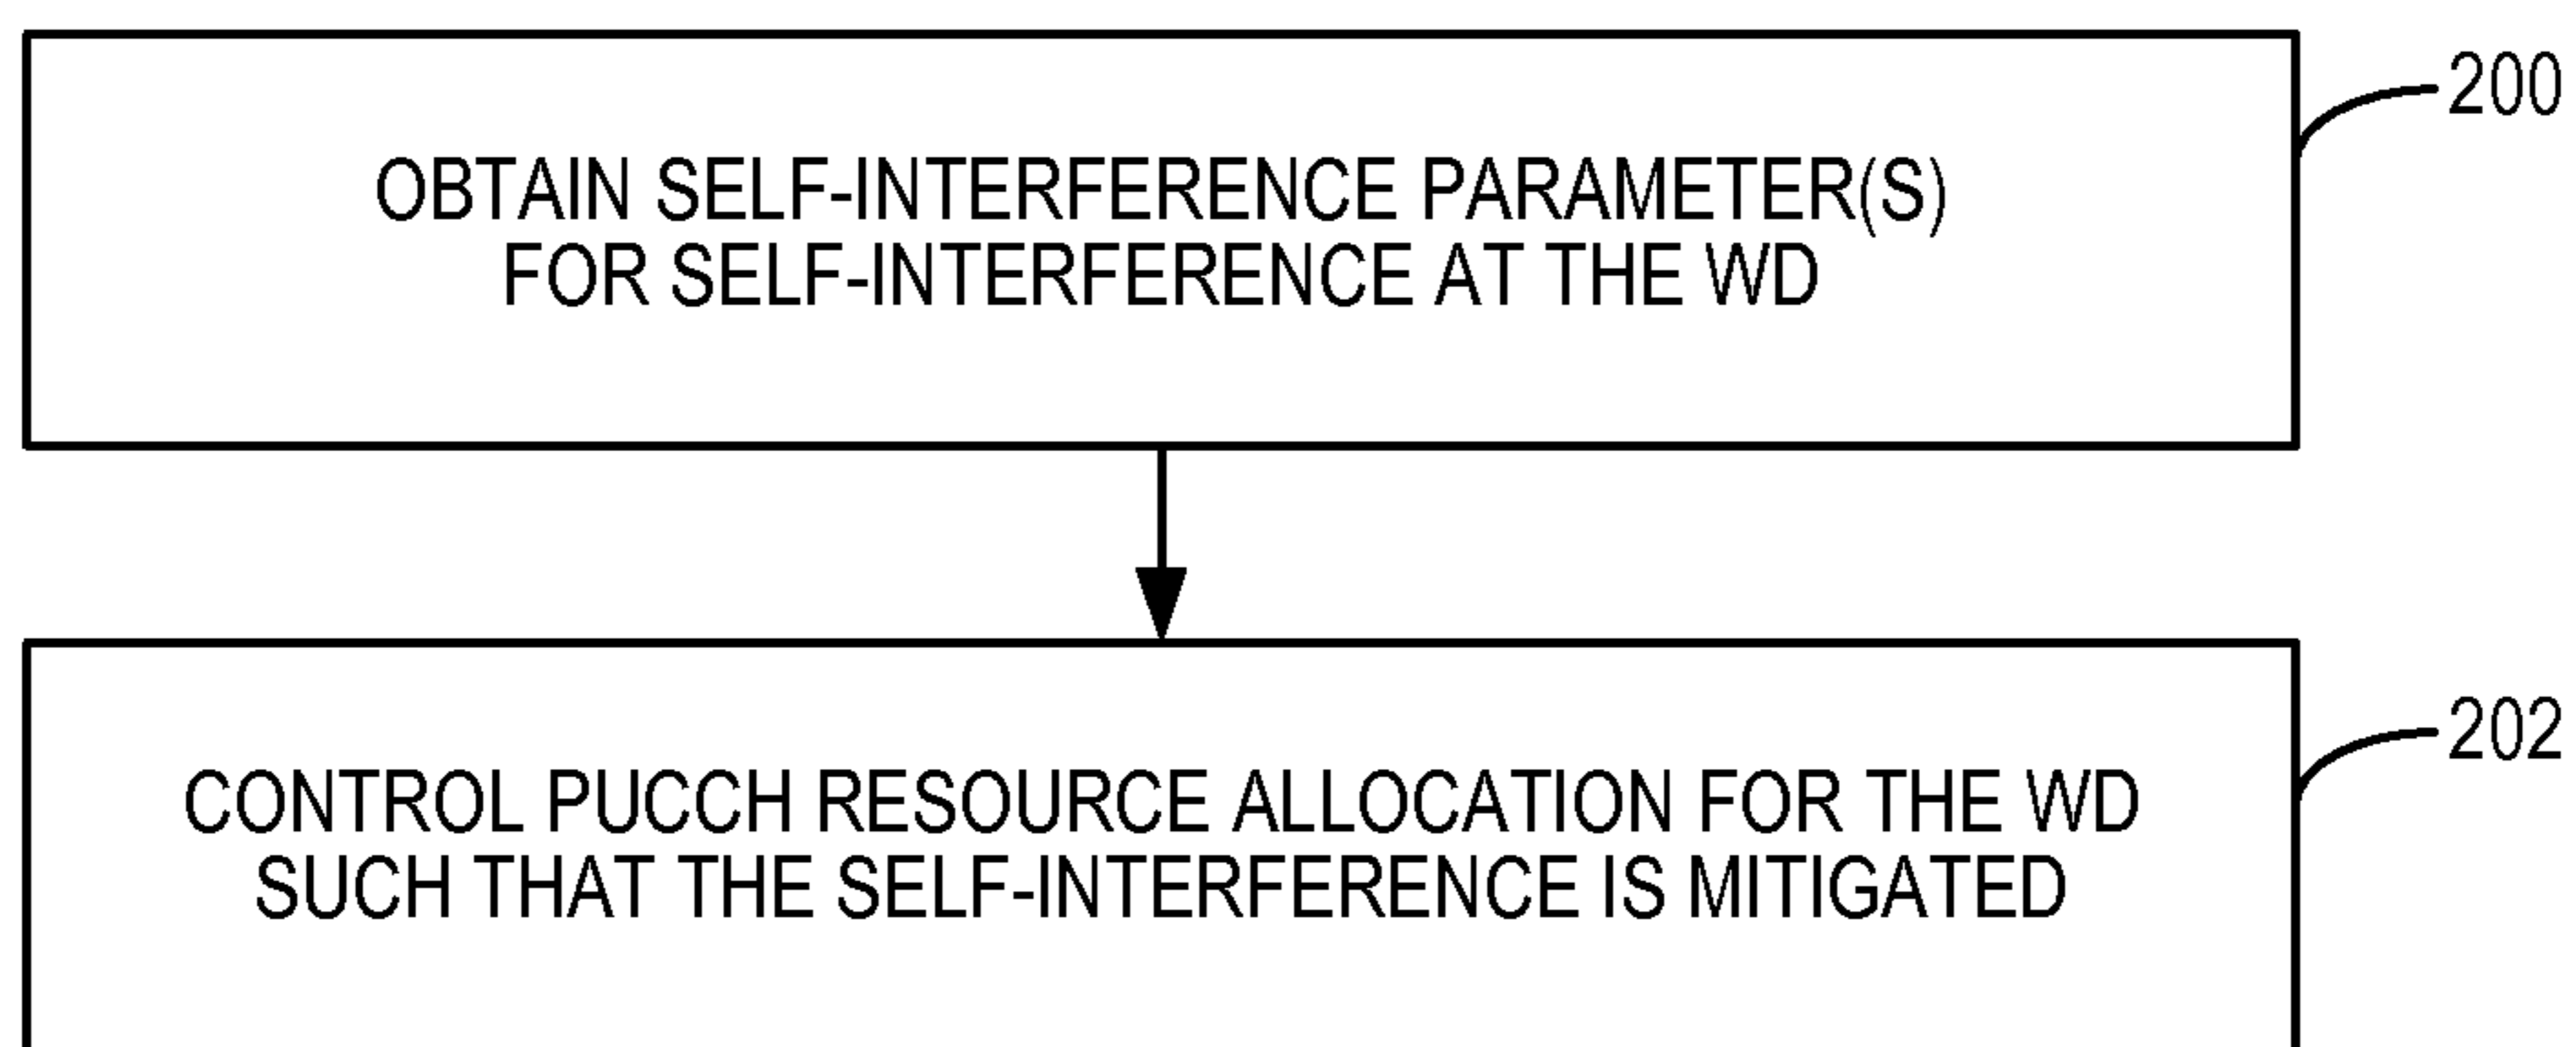 200
OBTAIN SELF-INTERFERENCE PARAMETER(S)
FOR SELF-INTERFERENCE AT THE WD
202
CONTROL PUCCH RESOURCE ALLOCATION FOR THE WD
SUCH THAT THE SELF-INTERFERENCE IS MITIGATED